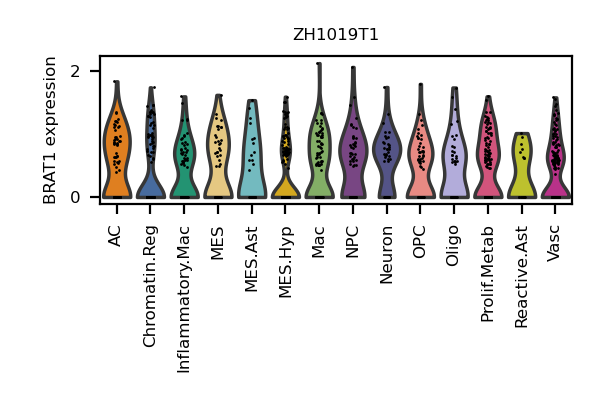 ZH1019T1
BRAT1 expression
2
0
AC
Chromatin.Reg
Inflammatory.Mac
MES
MES.Ast
MES.Hyp
Mac
NPC
Neuron
OPC
Oligo
Prolif.Metab
Reactive.Ast
Vasc